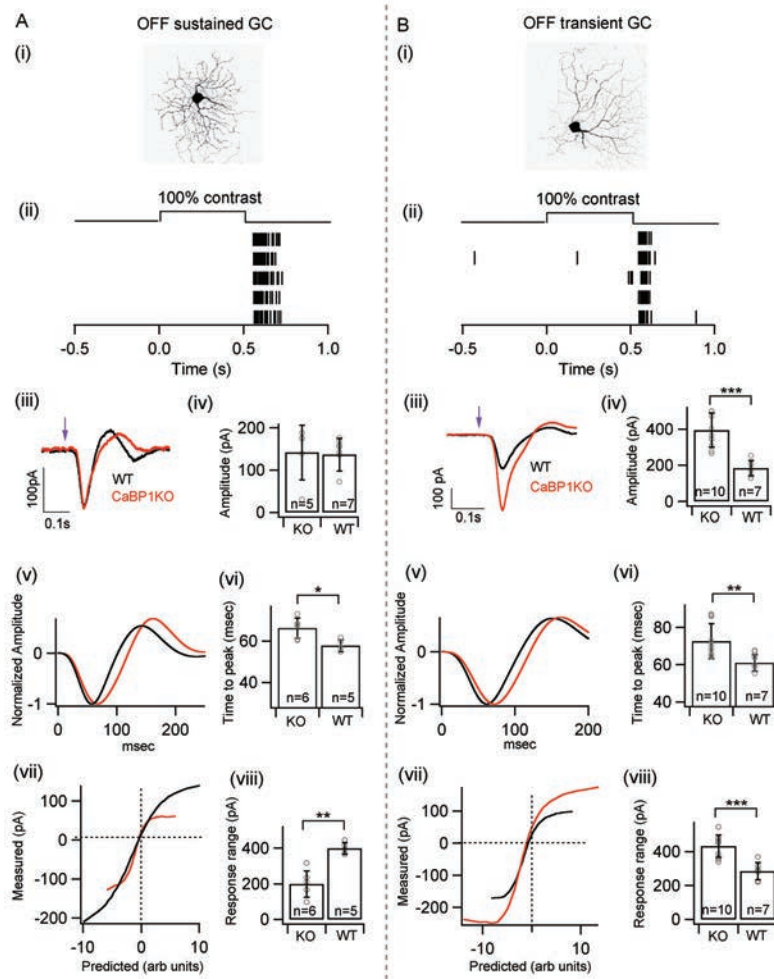 A
OFF sustained GC
(i)
(ii)
100% contrast
-0.5 0.0 0.5 1.0
Time (s)
(iii)
WT
CaBP1KO
100pA
0.1s
(iv)
Amplitude (pA)
200
100
0
n=5 n=7
KO WT
(v)
Normalized Amplitude
0
-1
0 100 200
msec
(vi)
*
Time to peak (msec)
60
40
n=6 n=5
KO WT
(vii)
Measured (pA)
100
0
-100
-200
-10 0 10
Predicted (arb units)
(viii)
**
Response range (pA)
400
200
0
n=6 n=5
KO WT
B
OFF transient GC
(i)
(ii)
100% contrast
-0.5 0.0 0.5 1.0
Time (s)
(iii)
WT
CaBP1KO
100 pA
0.1s
(iv)
***
Amplitude (pA)
400
200
0
n=10 n=7
KO WT
(v)
Normalized Amplitude
0
-1
0 100 200
msec
(vi)
**
Time to peak (msec)
80
60
40
n=10 n=7
KO WT
(vii)
Measured (pA)
100
0
-100
-200
-10 0 10
Predicted (arb units)
(viii)
***
Response range (pA)
400
200
0
n=10 n=7
KO WT